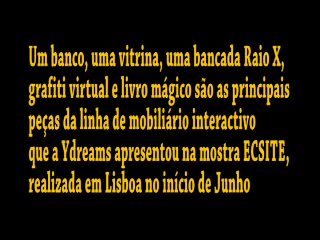 Um banco, uma vitrina, uma bancada Raio X,
grafiti virtual e livro mágico são as principais
peças da linha de mobiliário interactivo
que a Ydreams apresentou na mostra ECSITE,
realizada em Lisboa no início de Junho